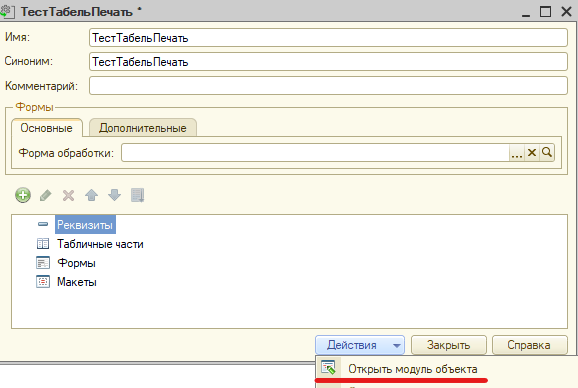 ТестТабельПечать *
Имя: ТестТабельПечать
Синоним: ТестТабельПечать
Комментарий:
Формы
Основные Дополнительные
Форма обработки: ...
Реквизиты
Табличные части
Формы
Макеты
Действия Закрыть Справка
Открыть модуль объекта